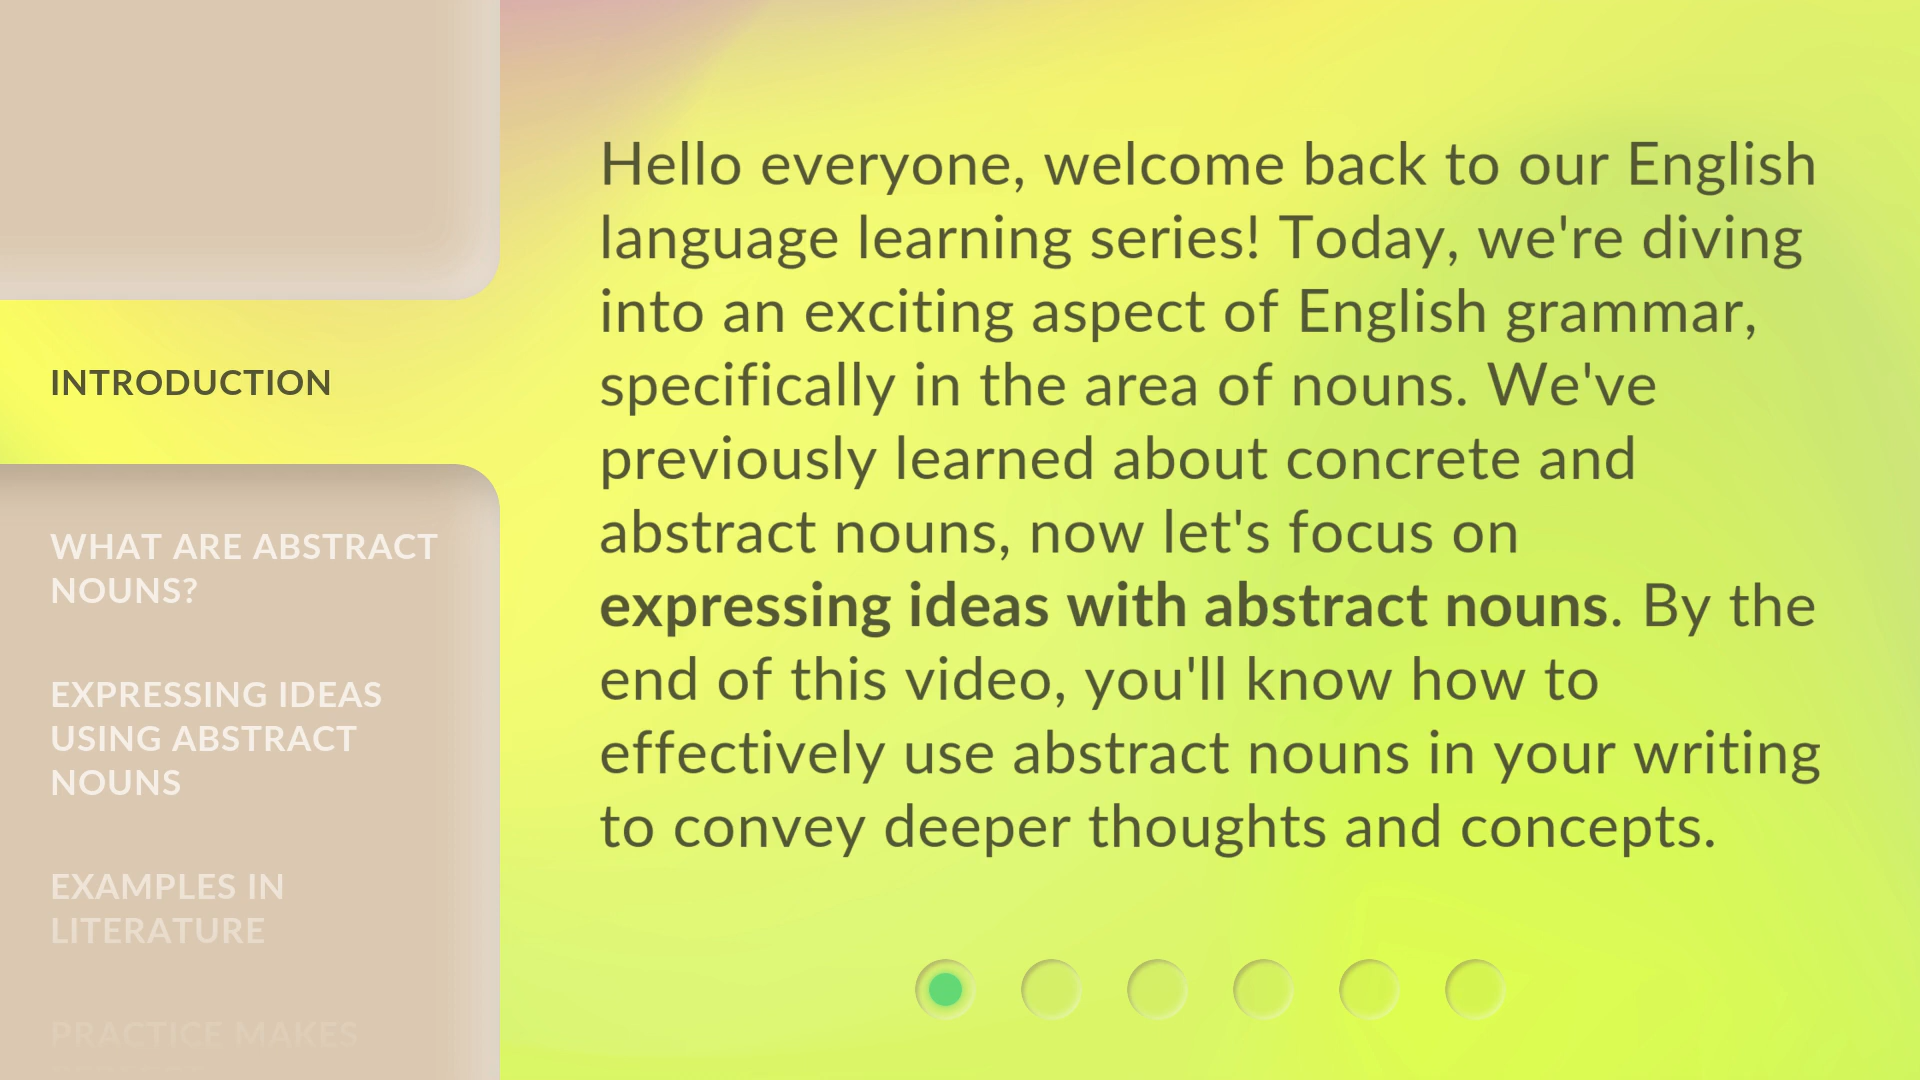 INTRODUCTION
WHAT ARE ABSTRACT
NOUNS?
EXPRESSING IDEAS
USING ABSTRACT
NOUNS
EXAMPLES IN
LITERATURE
PRACTICE MAKES
Hello everyone, welcome back to our English
language learning series! Today, we're diving
into an exciting aspect of English grammar,
specifically in the area of nouns. We've
previously learned about concrete and
abstract nouns, now let's focus on
expressing ideas with abstract nouns. By the
end of this video, you'll know how to
effectively use abstract nouns in your writing
to convey deeper thoughts and concepts.